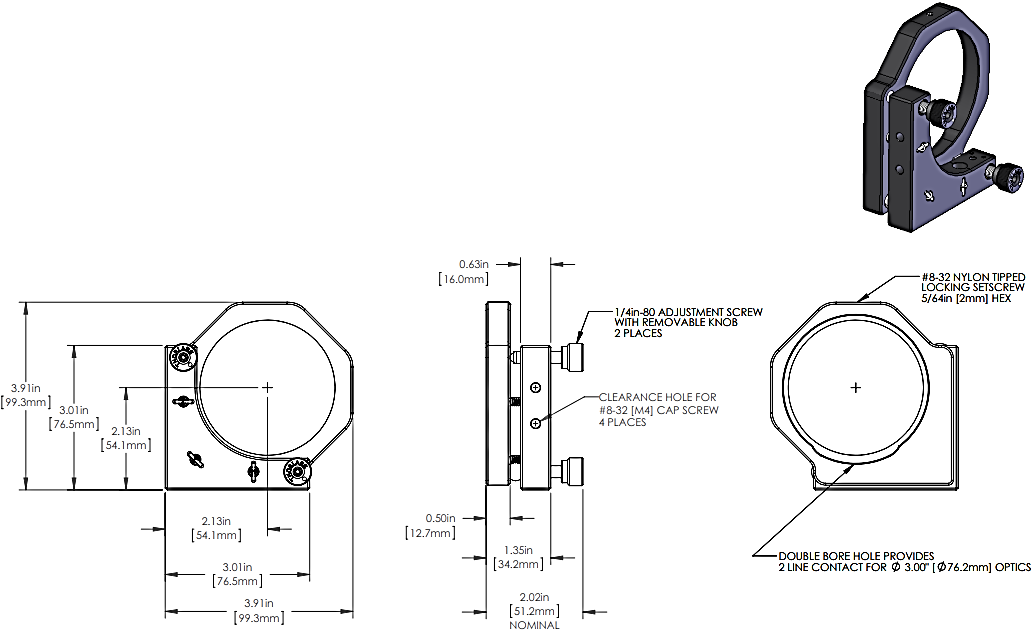 #8-32 NYLON TIPPED
LOCKING SETSCREW
5/64in [2mm] HEX
0.63in
[16.0mm]
1/4in-80 ADJUSTMENT SCREW
WITH REMOVABLE KNOB
2 PLACES
3.91in
[99.3mm]
3.01in
[76.5mm]
2.13in
[54.1mm]
CLEARANCE HOLE FOR
#8-32 [M4] CAP SCREW
4 PLACES
2.13in
[54.1mm]
3.01in
[76.5mm]
3.91in
[99.3mm]
0.50in
[12.7mm]
1.35in
[34.2mm]
2.02in
[51.2mm]
NOMINAL
DOUBLE BORE HOLE PROVIDES
2 LINE CONTACT FOR Ø 3.00" [Ø76.2mm] OPTICS